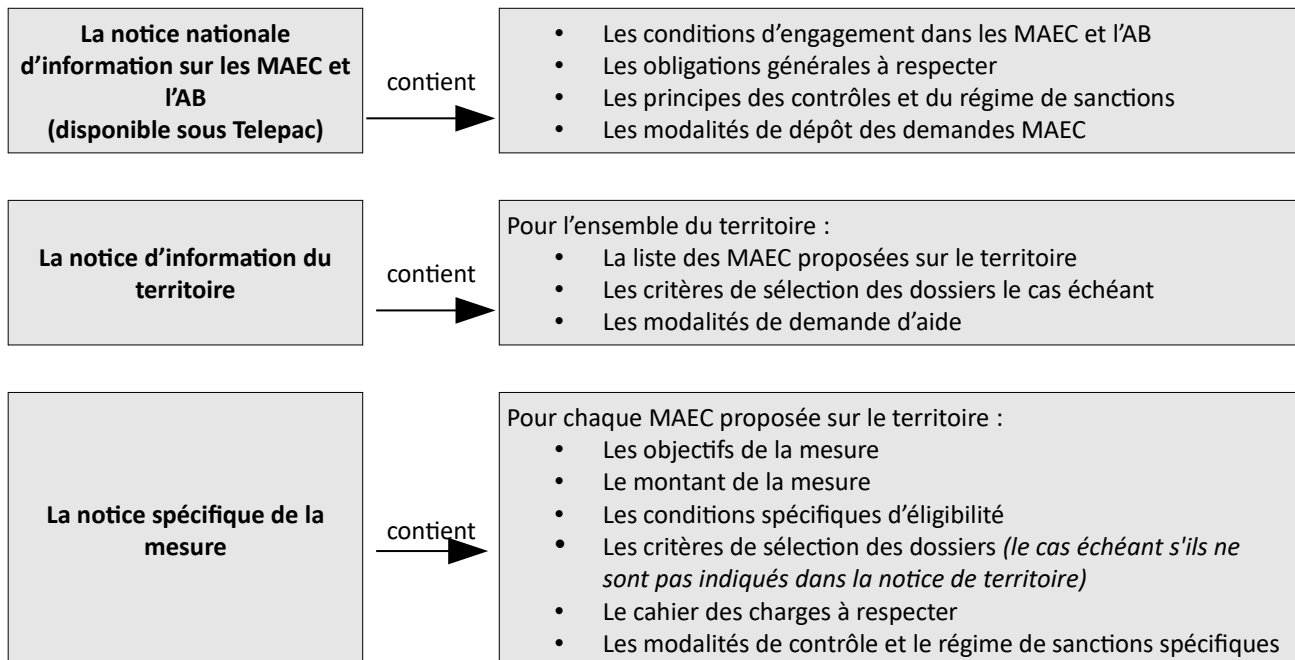 La notice nationale
d’information sur les MAEC et
l’AB
(disponible sous Telepac)
contient
• Les conditions d’engagement dans les MAEC et l’AB
• Les obligations générales à respecter
• Les principes des contrôles et du régime de sanctions
• Les modalités de dépôt des demandes MAEC
La notice d’information du
territoire
contient
Pour l’ensemble du territoire :
• La liste des MAEC proposées sur le territoire
• Les critères de sélection des dossiers le cas échéant
• Les modalités de demande d’aide
La notice spécifique de la
mesure
contient
Pour chaque MAEC proposée sur le territoire :
• Les objectifs de la mesure
• Le montant de la mesure
• Les conditions spécifiques d’éligibilité
• Les critères de sélection des dossiers (le cas échéant s'ils ne
sont pas indiqués dans la notice de territoire)
• Le cahier des charges à respecter
• Les modalités de contrôle et le régime de sanctions spécifiques